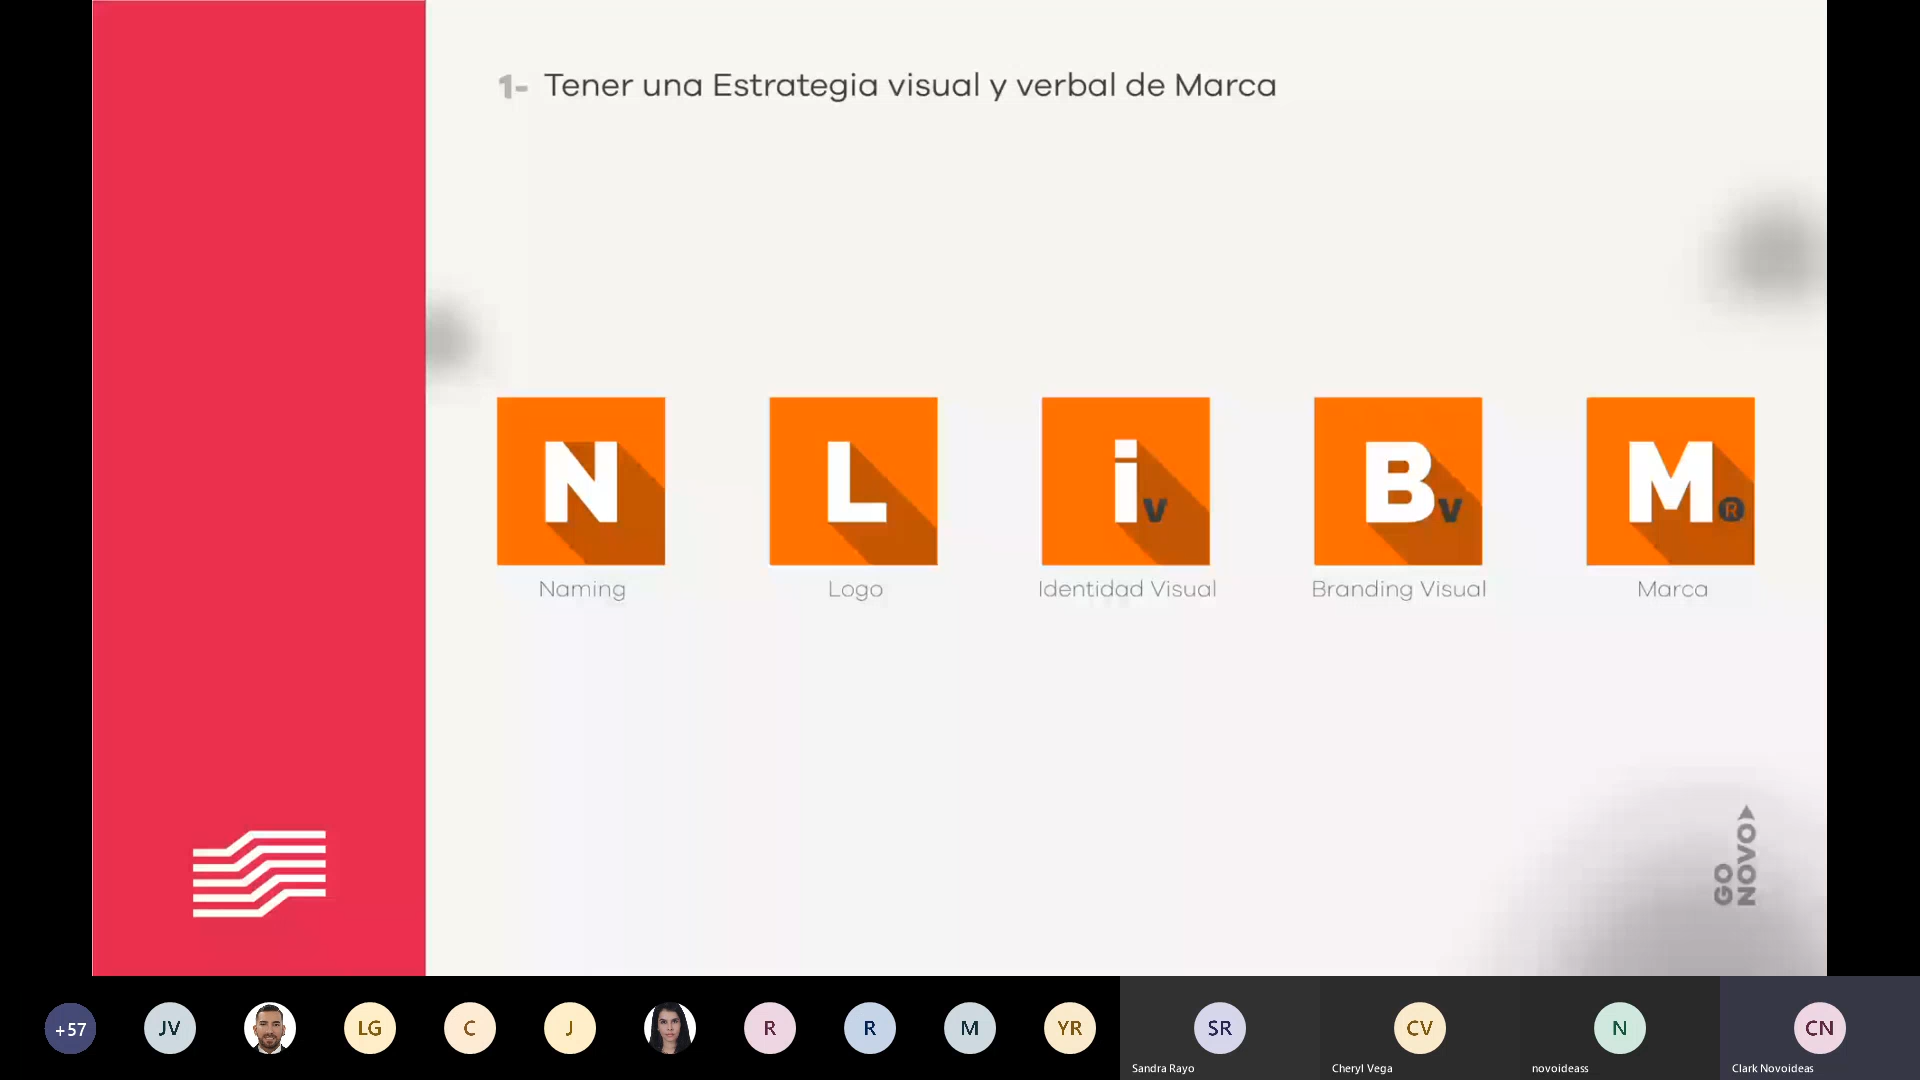 1- Tener una Estrategia visual y verbal de Marca
N
L
iv
Bv
M®
Naming
Logo
Identidad Visual
Branding Visual
Marca
GO
NOVO
+57
JV
LG
C
J
R
R
M
YR
SR
CV
N
CN
Sandra Rayo
Cheryl Vega
novoideass
Clark Novoideas